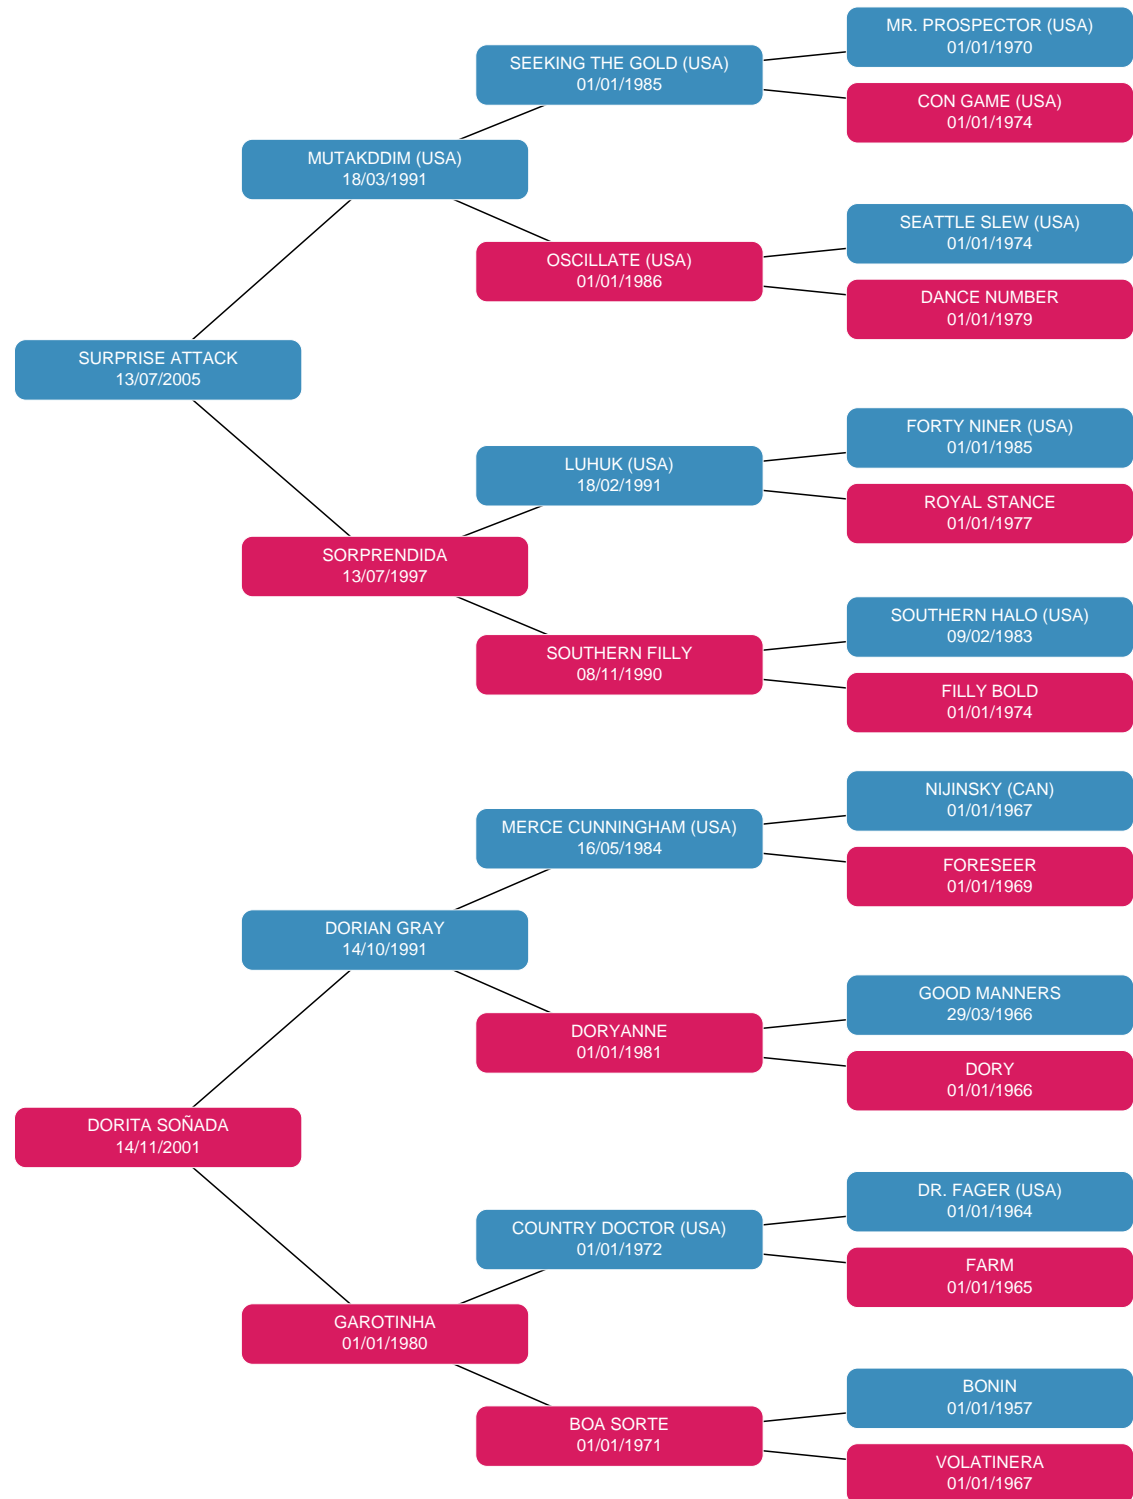 MR. PROSPECTOR (USA)
01/01/1970
SEEKING THE GOLD (USA)
01/01/1985
CON GAME (USA)
01/01/1974
MUTAKDDIM (USA)
18/03/1991
SEATTLE SLEW (USA)
01/01/1974
OSCILLATE (USA)
01/01/1986
DANCE NUMBER
01/01/1979
SURPRISE ATTACK
13/07/2005
FORTY NINER (USA)
01/01/1985
LUHUK (USA)
18/02/1991
ROYAL STANCE
01/01/1977
SORPRENDIDA
13/07/1997
SOUTHERN HALO (USA)
09/02/1983
SOUTHERN FILLY
08/11/1990
FILLY BOLD
01/01/1974
NIJINSKY (CAN)
01/01/1967
MERCE CUNNINGHAM (USA)
16/05/1984
FORESEER
01/01/1969
DORIAN GRAY
14/10/1991
GOOD MANNERS
29/03/1966
DORYANNE
01/01/1981
DORY
01/01/1966
DORITA SOÑADA
14/11/2001
DR. FAGER (USA)
01/01/1964
COUNTRY DOCTOR (USA)
01/01/1972
FARM
01/01/1965
GAROTINHA
01/01/1980
BONIN
01/01/1957
BOA SORTE
01/01/1971
VOLATINERA
01/01/1967